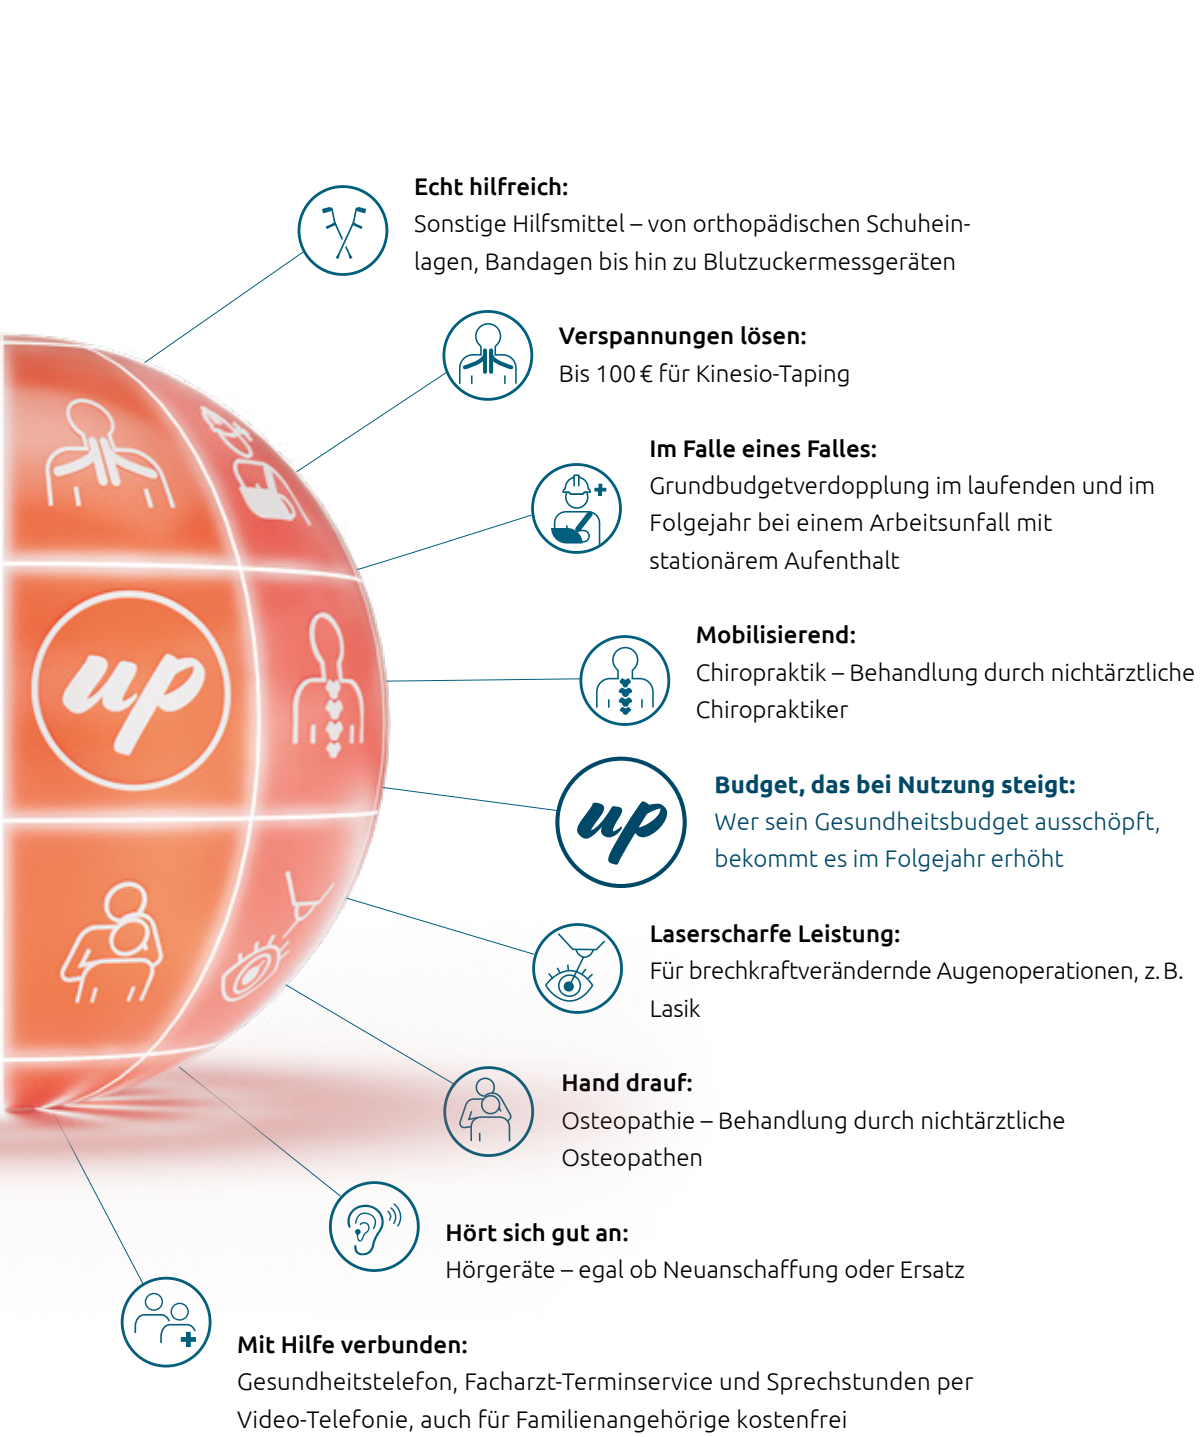 Echt hilfreich:
Sonstige Hilfsmittel – von orthopädischen Schuhein-
lagen, Bandagen bis hin zu Blutzuckermessgeräten
Verspannungen lösen:
Bis 100 € für Kinesio-Taping
Im Falle eines Falles:
Grundbudgetverdopplung im laufenden und im
Folgejahr bei einem Arbeitsunfall mit
stationärem Aufenthalt
up
Mobilisierend:
Chiropraktik – Behandlung durch nichtärztliche
Chiropraktiker
up
Budget, das bei Nutzung steigt:
Wer sein Gesundheitsbudget ausschöpft,
bekommt es im Folgejahr erhöht
Laserscharfe Leistung:
Für brechkraftverändernde Augenoperationen, z. B.
Lasik
Hand drauf:
Osteopathie – Behandlung durch nichtärztliche
Osteopathen
Hört sich gut an:
Hörgeräte – egal ob Neuanschaffung oder Ersatz
Mit Hilfe verbunden:
Gesundheitstelefon, Facharzt-Terminservice und Sprechstunden per
Video-Telefonie, auch für Familienangehörige kostenfrei